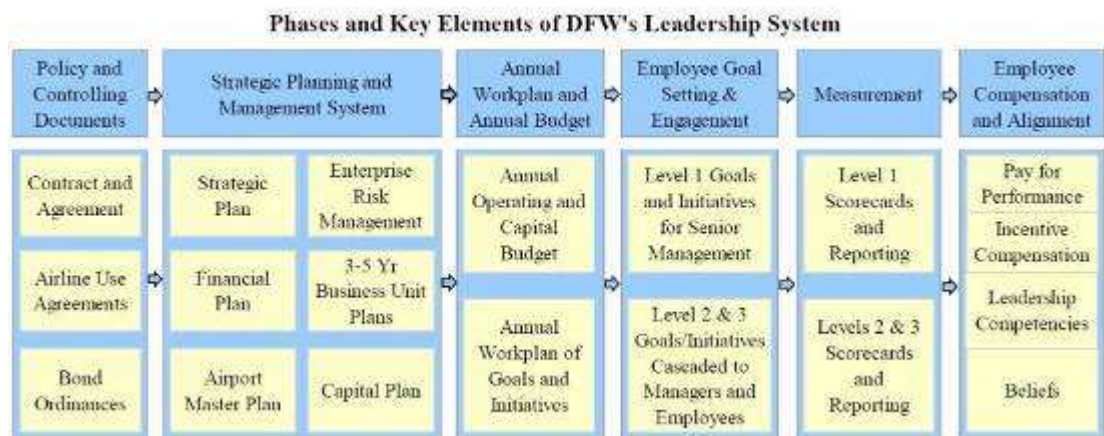 Phases and Key Elements of DFW's Leadership System
Policy and
Controlling
Documents
Strategic Planning and
Management System
Annual
Workplan and
Annual Budget
Employee Goal
Setting &
Engagement
Measurement
Employee
Compensation
and Alignment
Contract and
Agreement
Airline Use
Agreements
Bond
Ordinances
Strategic
Plan
Financial
Plan
Airport
Master Plan
Enterprise
Risk
Management
3-5 Yr
Business Unit
Plans
Capital Plan
Annual
Operating and
Capital
Budget
Annual
Workplan of
Goals and
Initiatives
Level 1 Goals
and Initiatives
for Senior
Management
Level 2 & 3
Goals/Initiatives
Cascaded to
Managers and
Employees
Level 1
Scorecards
and
Reporting
Levels 2 & 3
Scorecards
and
Reporting
Pay for
Performance
Incentive
Compensation
Leadership
Competencies
Beliefs